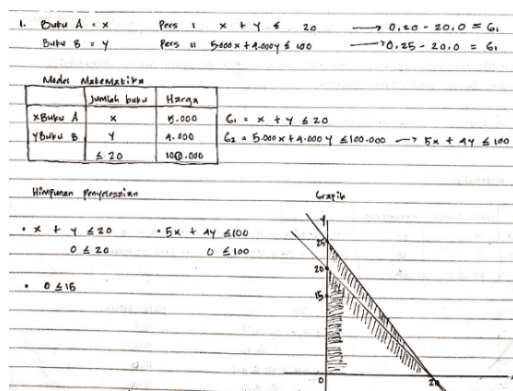 1. Buku A = x Pers I x + y ≤ 20 → 0,20 - 20,0 = G1
Buku B = y Pers II 5000x + 4.000y ≤ 100 → 0,25 - 20,0 = G1
Model Matematika
Jumlah buku Harga
x Buku A x 5.000 G1 = x + y ≤ 20
y Buku B y 4.000 G2 = 5.000x + 4.000y ≤ 100.000 → 5x + 4y ≤ 100
≤ 20 100.000
Himpunan Penyelesaian Grafik
• x + y ≤ 20 • 5x + 4y ≤ 100
0 ≤ 20 0 ≤ 100
• 0 ≤ 15
y
25
20
15
0 20